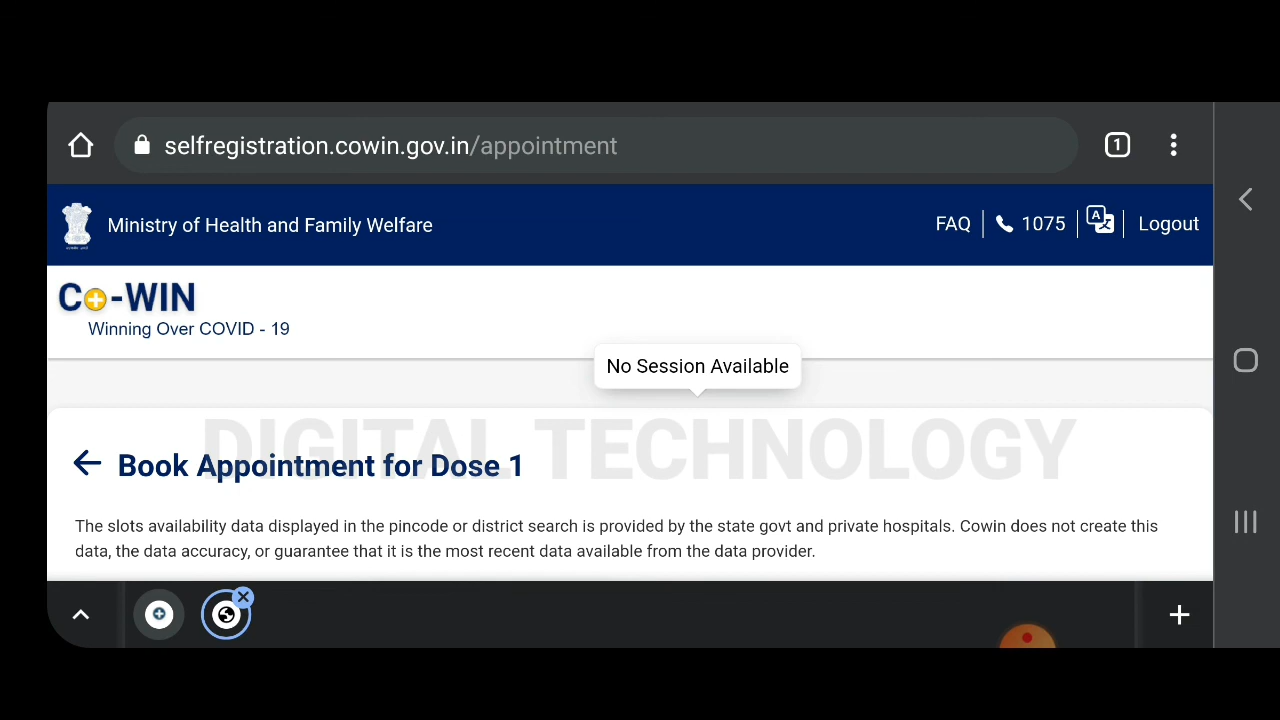 selfregistration.cowin.gov.in/appointment
1
Ministry of Health and Family Welfare
FAQ
1075
A
Logout
Co-WIN
Winning Over COVID - 19
No Session Available
DIGITAL TECHNOLOGY
Book Appointment for Dose 1
The slots availability data displayed in the pincode or district search is provided by the state govt and private hospitals. Cowin does not create this
data, the data accuracy, or guarantee that it is the most recent data available from the data provider.